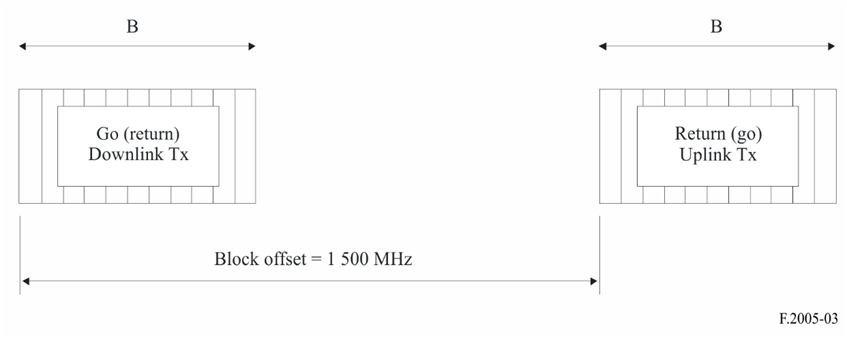 B
B
Go (return)
Downlink Tx
Return (go)
Uplink Tx
Block offset = 1 500 MHz
F.2005-03